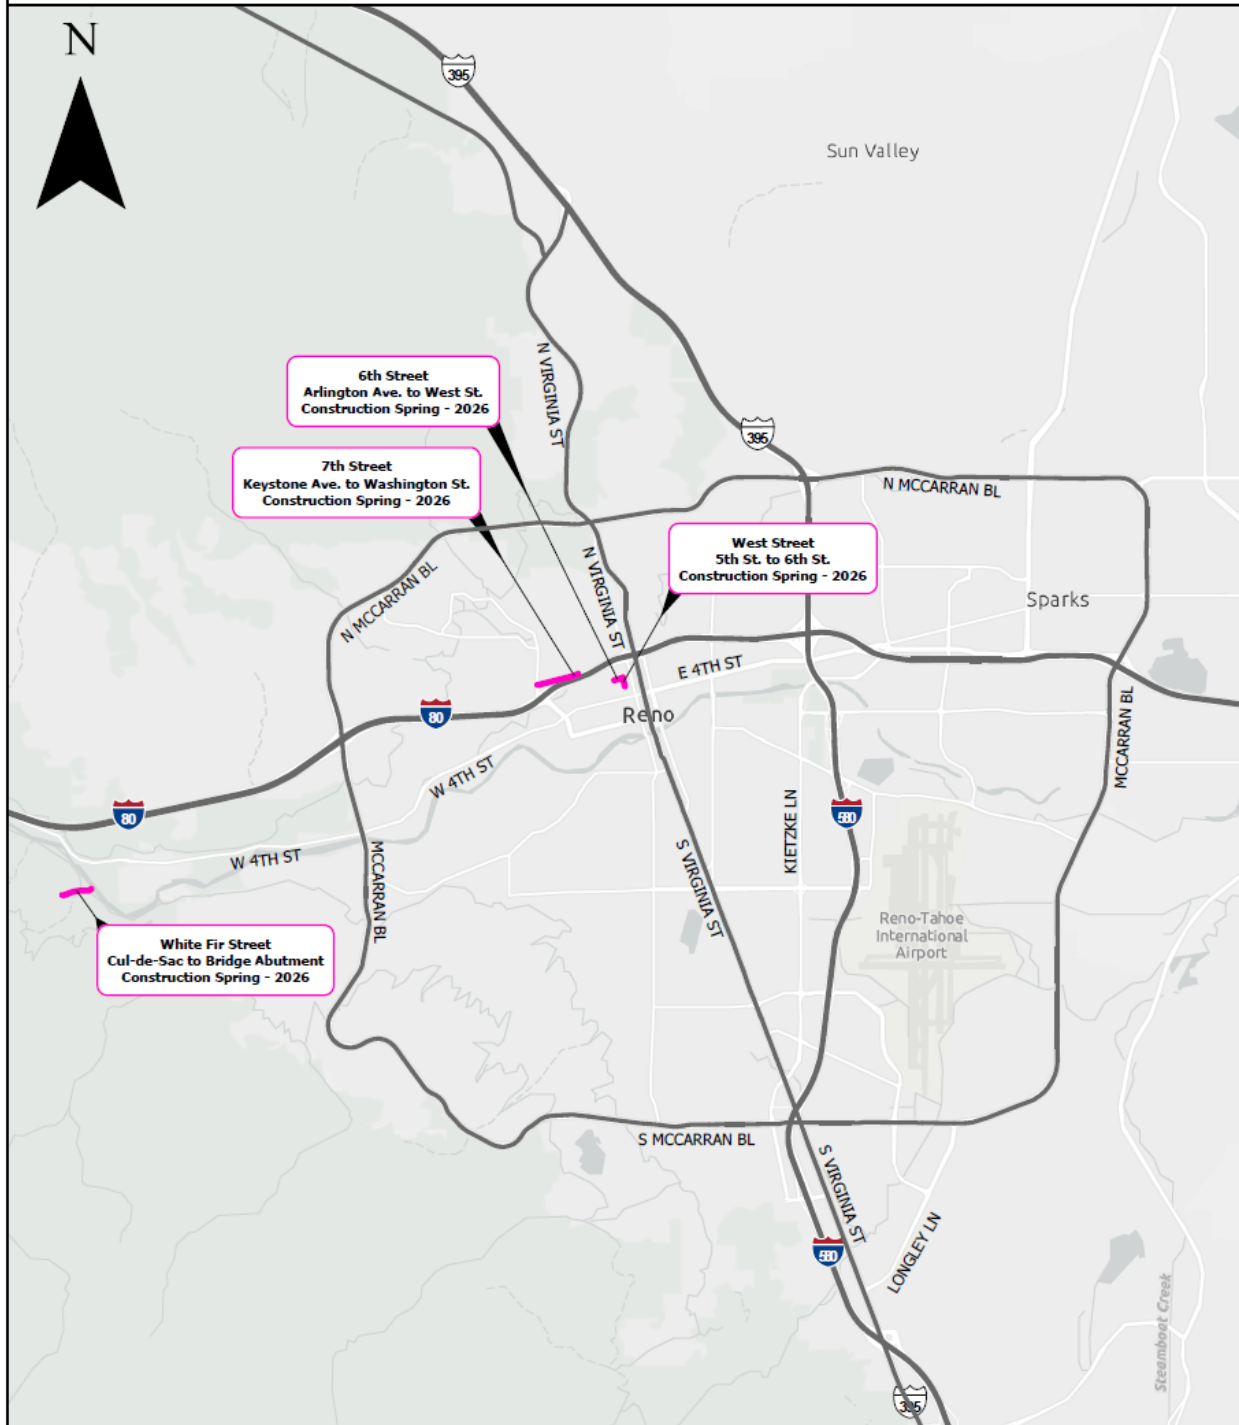 N
395
Sun Valley
6th Street
Arlington Ave. to West St.
Construction Spring - 2026
N VIRGINIA ST
395
7th Street
Keystone Ave. to Washington St.
Construction Spring - 2026
N MCCARRAN BL
West Street
5th St. to 6th St.
Construction Spring - 2026
N VIRGINIA ST
N MCCARRAN BL
Sparks
E 4TH ST
80
Reno
MCCARRAN BL
W 4TH ST
80
580
KIETZKE LN
W 4TH ST
MCCARRAN BL
S VIRGINIA ST
Reno-Tahoe
International
Airport
White Fir Street
Cul-de-Sac to Bridge Abutment
Construction Spring - 2026
S MCCARRAN BL
S VIRGINIA ST
580
LONGLEY LN
Steamboat Creek
395